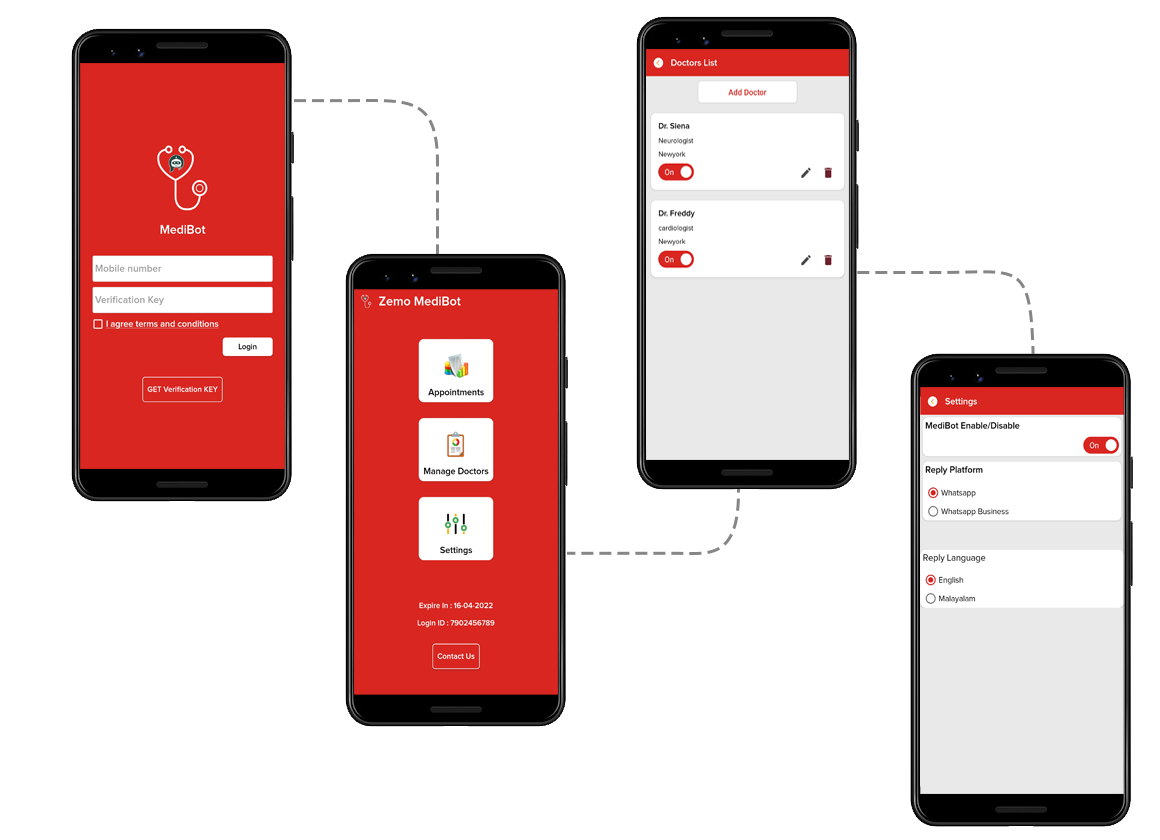 MediBot
Mobile number
Verification Key
I agree terms and conditions
Login
GET Verification KEY
Zemo MediBot
Appointments
Manage Doctors
Settings
Expire In : 16-04-2022
Login ID : 7902456789
Contact Us
Doctors List
Add Doctor
Dr. Siena
Neurologist
Newyork
On
Dr. Freddy
cardiologist
Newyork
On
Settings
MediBot Enable/Disable
On
Reply Platform
Whatsapp
Whatsapp Business
Reply Language
English
Malayalam